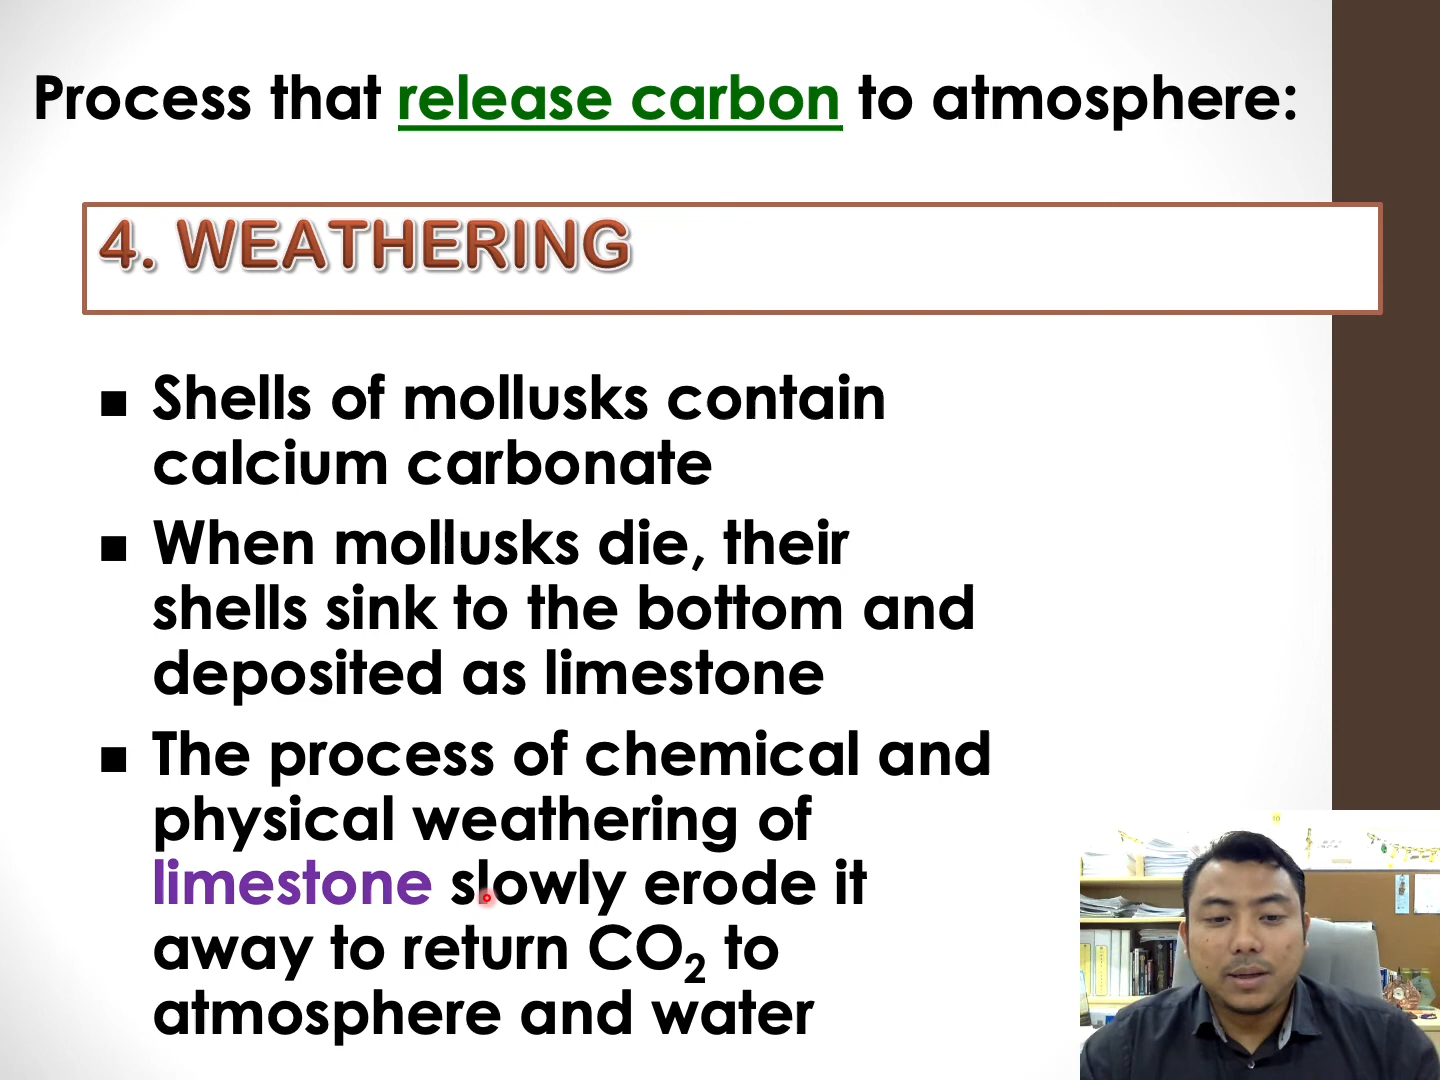 Process that release carbon to atmosphere:
4. WEATHERING
■ Shells of mollusks contain
calcium carbonate
■ When mollusks die, their
shells sink to the bottom and
deposited as limestone
■ The process of chemical and
physical weathering of
limestone slowly erode it
away to return CO₂ to
atmosphere and water